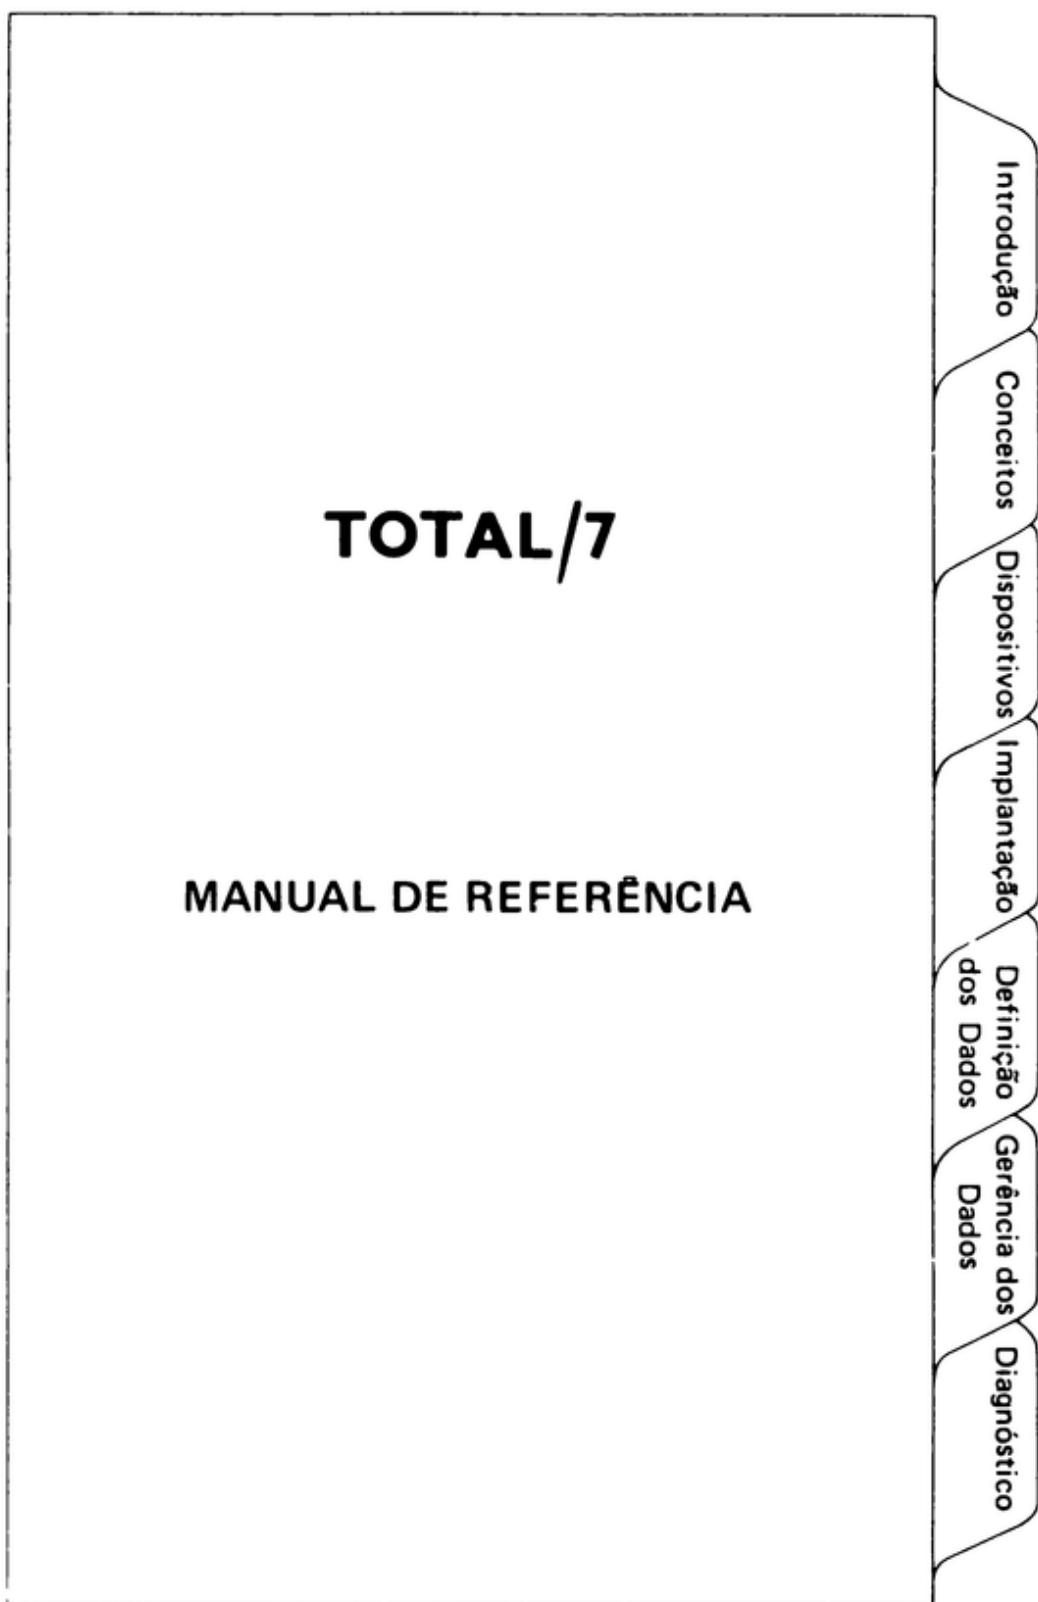 TOTAL/7
MANUAL DE REFERÊNCIA
Introdução
Conceitos
Dispositivos
Implantação
Definição
dos Dados
Gerência dos
Dados
Diagnóstico